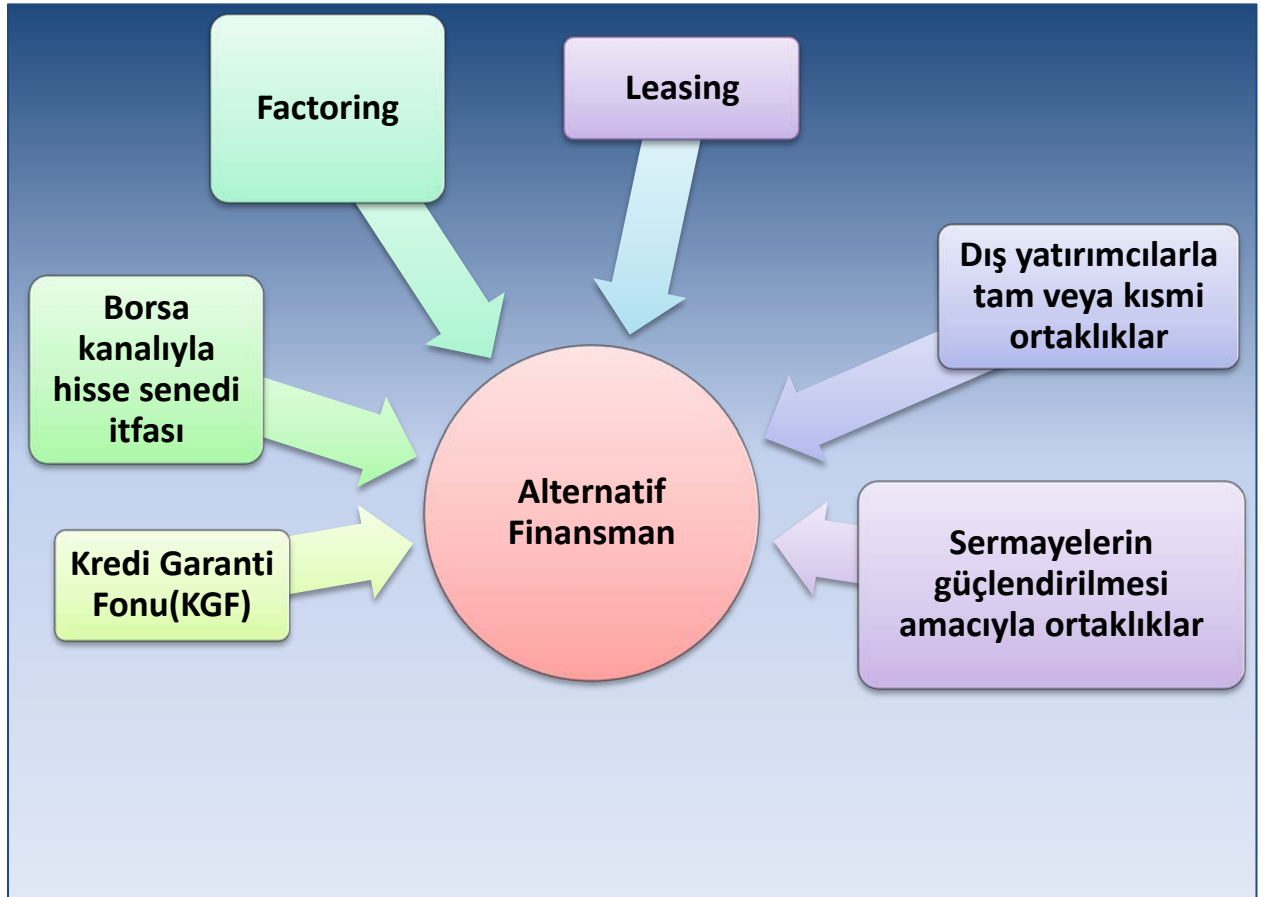 Factoring
Leasing
Dış yatırımcılarla
tam veya kısmi
ortaklıklar
Borsa
kanalıyla
hisse senedi
itfası
Alternatif
Finansman
Kredi Garanti
Fonu(KGF)
Sermayelerin
güçlendirilmesi
amacıyla ortaklıklar